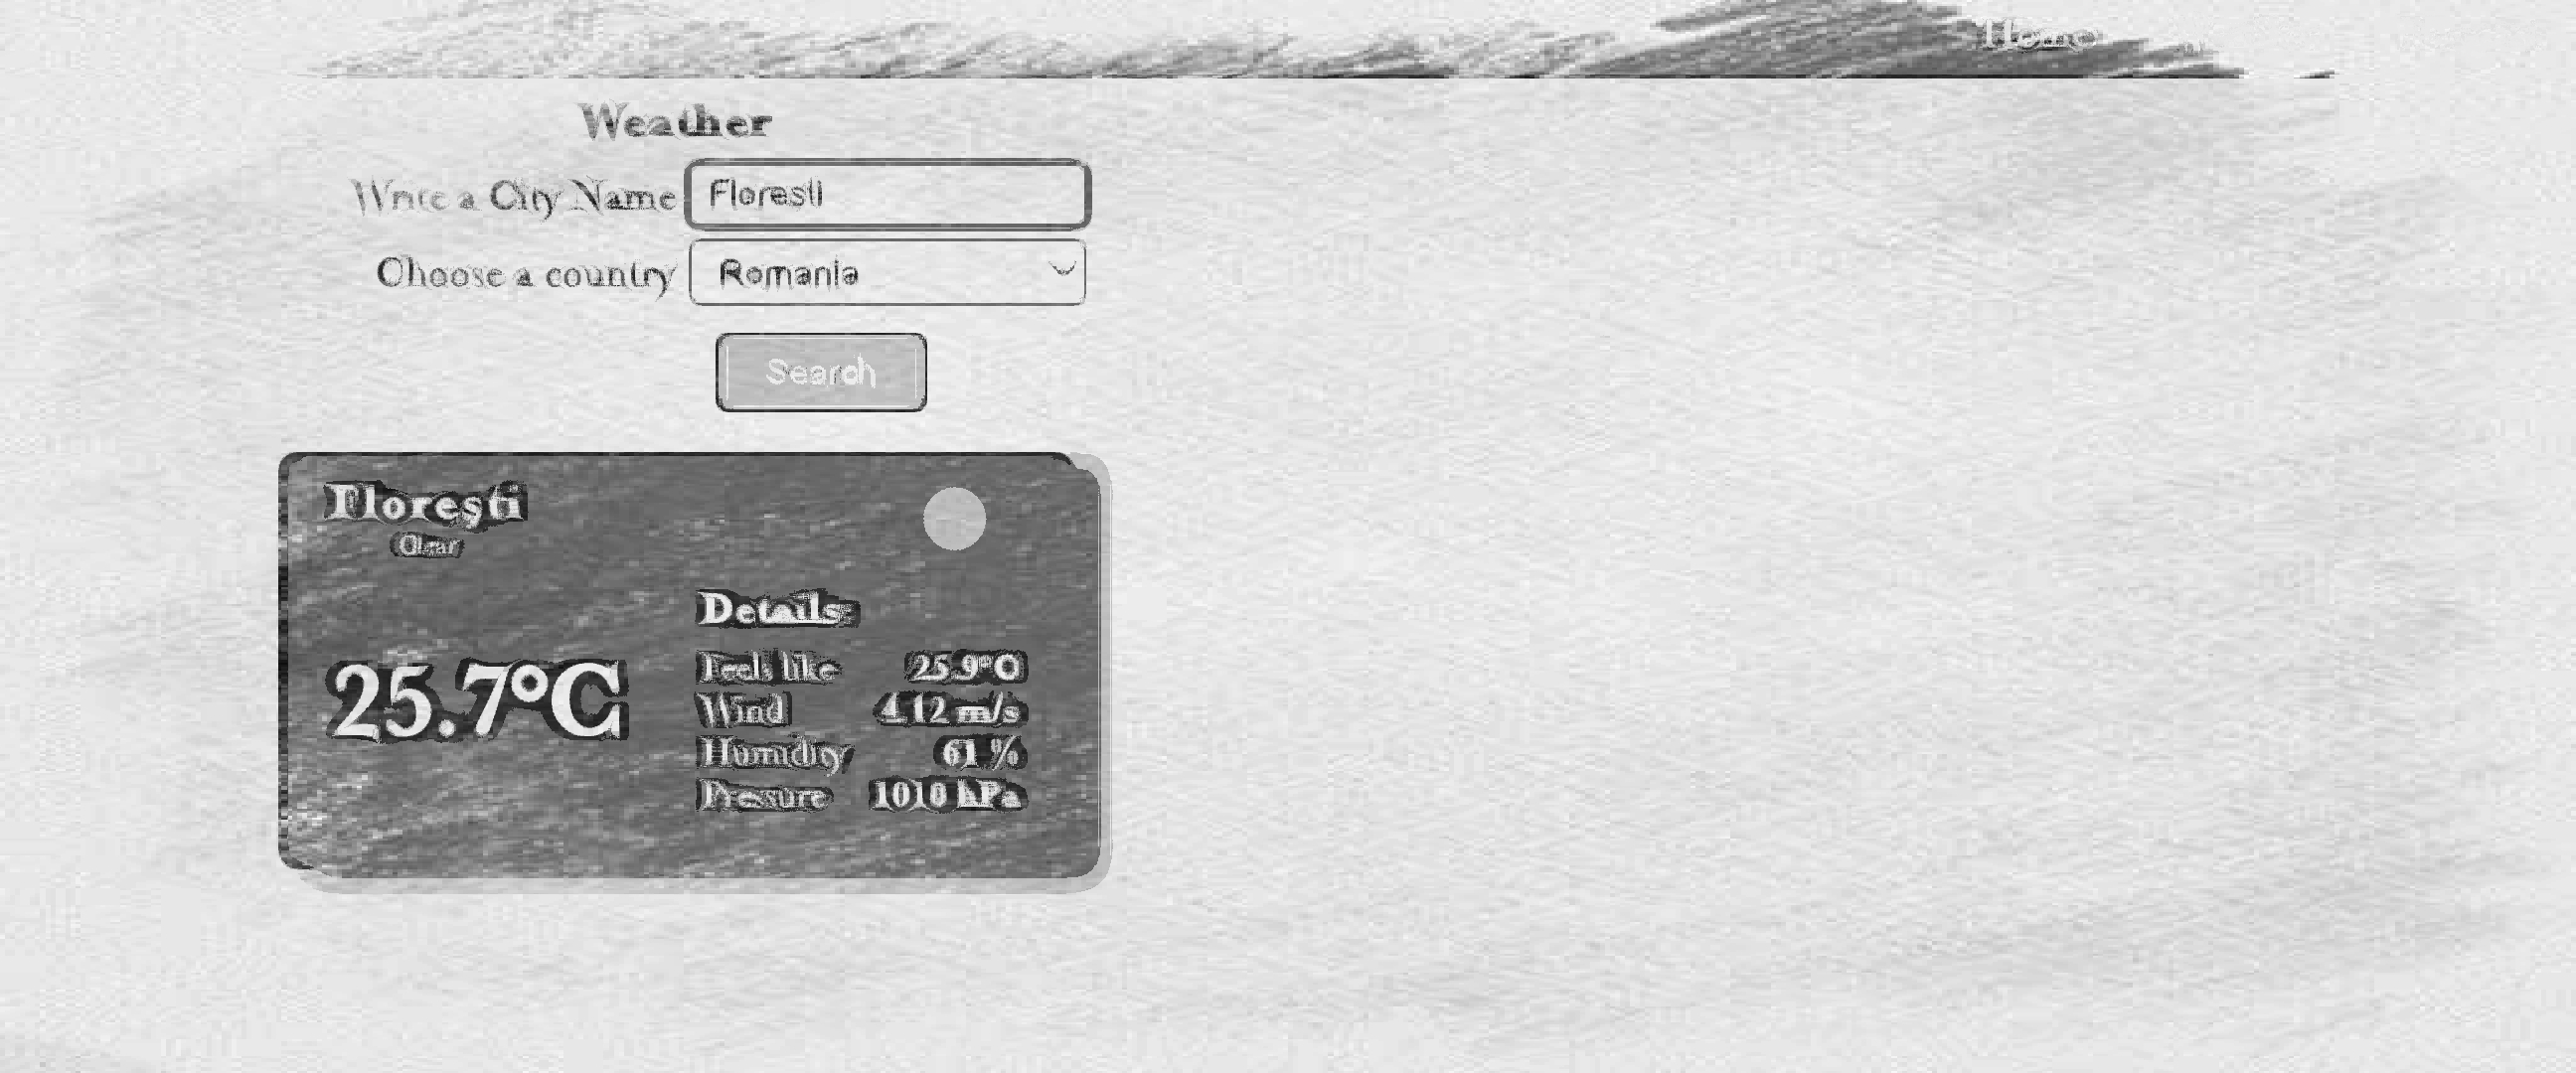 Home
Weather
Write a City Name Floresti
Choose a country Romania
Search
Florești
Clear
Details
25.7°C
Feels like 25.9°C
Wind 4.12 m/s
Humidity 61 %
Pressure 1010 hPa